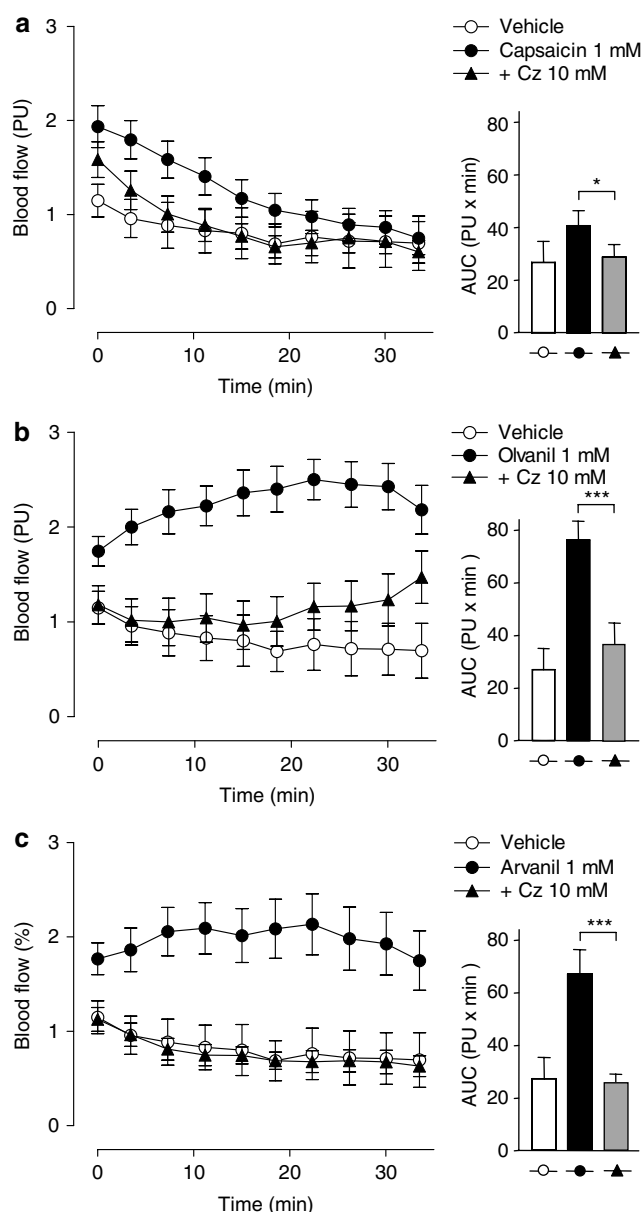 a
Vehicle
Capsaicin 1 mM
+ Cz 10 mM
3
2
1
0
Blood flow (PU)
0 10 20 30
Time (min)
80
60
40
20
0
AUC (PU x min)
*
b
Vehicle
Olvanil 1 mM
+ Cz 10 mM
3
2
1
0
Blood flow (PU)
0 10 20 30
Time (min)
80
60
40
20
0
AUC (PU x min)
***
c
Vehicle
Arvanil 1 mM
+ Cz 10 mM
3
2
1
0
Blood flow (%)
0 10 20 30
Time (min)
80
60
40
20
0
AUC (PU x min )
***